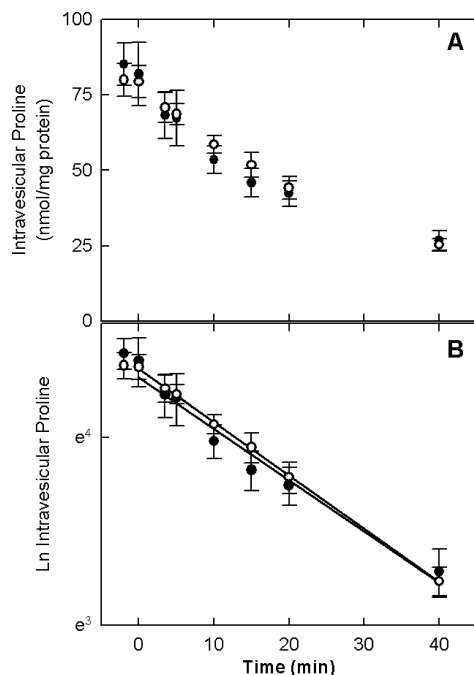 A
100
75
50
25
0
Intravesicular Proline
(nmol/mg protein)
B
e⁴
e³
Ln Intravesicular Proline
0 10 20 30 40
Time (min)